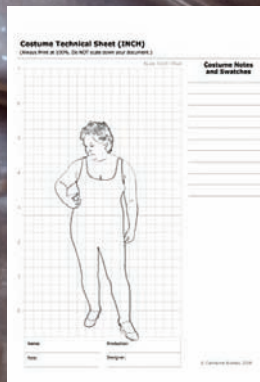 Costume Technical Sheet (INCH)
(Always Print at 100%. Do NOT scale down your document.)
Costume Notes
and Swatches
Name:
Production:
Role:
Designer: